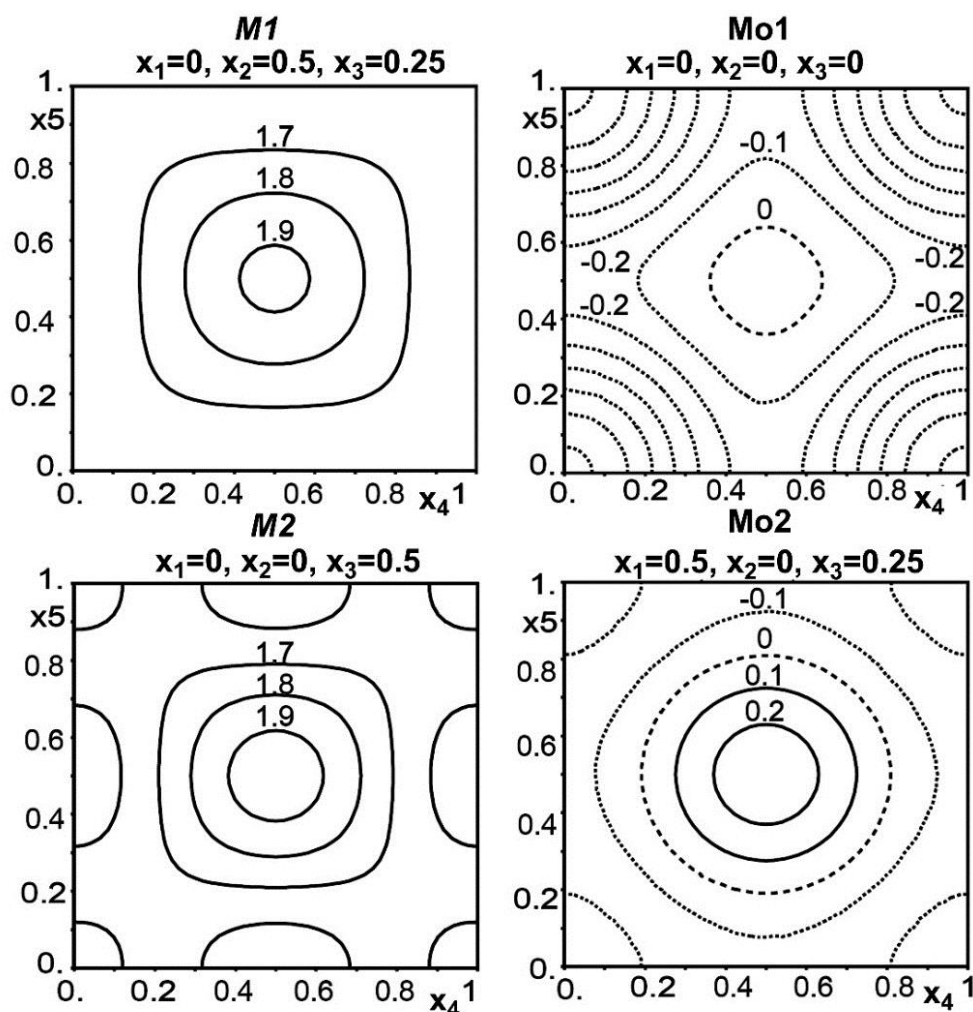 M1
x₁=0, x₂=0.5, x₃=0.25
1.
x5
0.8
0.6
0.4
0.2
0.
1.7
1.8
1.9
0. 0.2 0.4 0.6 0.8 x₄ 1
Mo1
x₁=0, x₂=0, x₃=0
1.
x5
0.8
0.6
0.4
0.2
0.
-0.1
0
-0.2 -0.2
-0.2 -0.2
0. 0.2 0.4 0.6 0.8 x₄ 1
M2
x₁=0, x₂=0, x₃=0.5
1.
x5
0.8
0.6
0.4
0.2
0.
1.7
1.8
1.9
0. 0.2 0.4 0.6 0.8 x₄ 1
Mo2
x₁=0.5, x₂=0, x₃=0.25
1.
x5
0.8
0.6
0.4
0.2
0.
-0.1
0
0.1
0.2
0. 0.2 0.4 0.6 0.8 x₄ 1